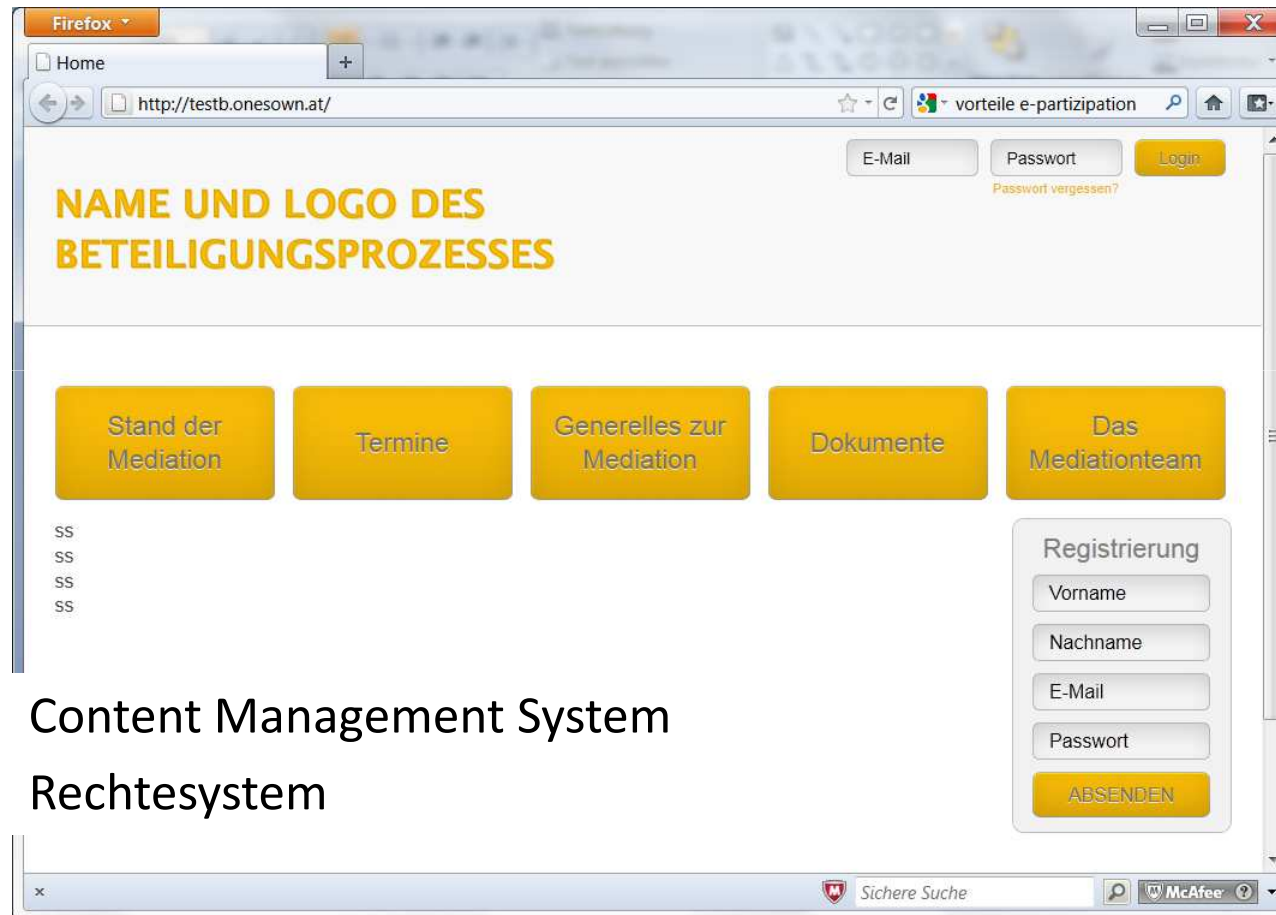 Firefox
Home
+
http://testb.onesown.at/
vorteile e-partizipation
E-Mail
Passwort
Login
Passwort vergessen?
NAME UND LOGO DES
BETEILIGUNGSPROZESSES
Stand der
Mediation
Termine
Generelles zur
Mediation
Dokumente
Das
Mediationteam
ss
ss
ss
ss
Registrierung
Vorname
Nachname
E-Mail
Passwort
ABSENDEN
Content Management System
Rechtesystem
x
Sichere Suche
McAfee
?